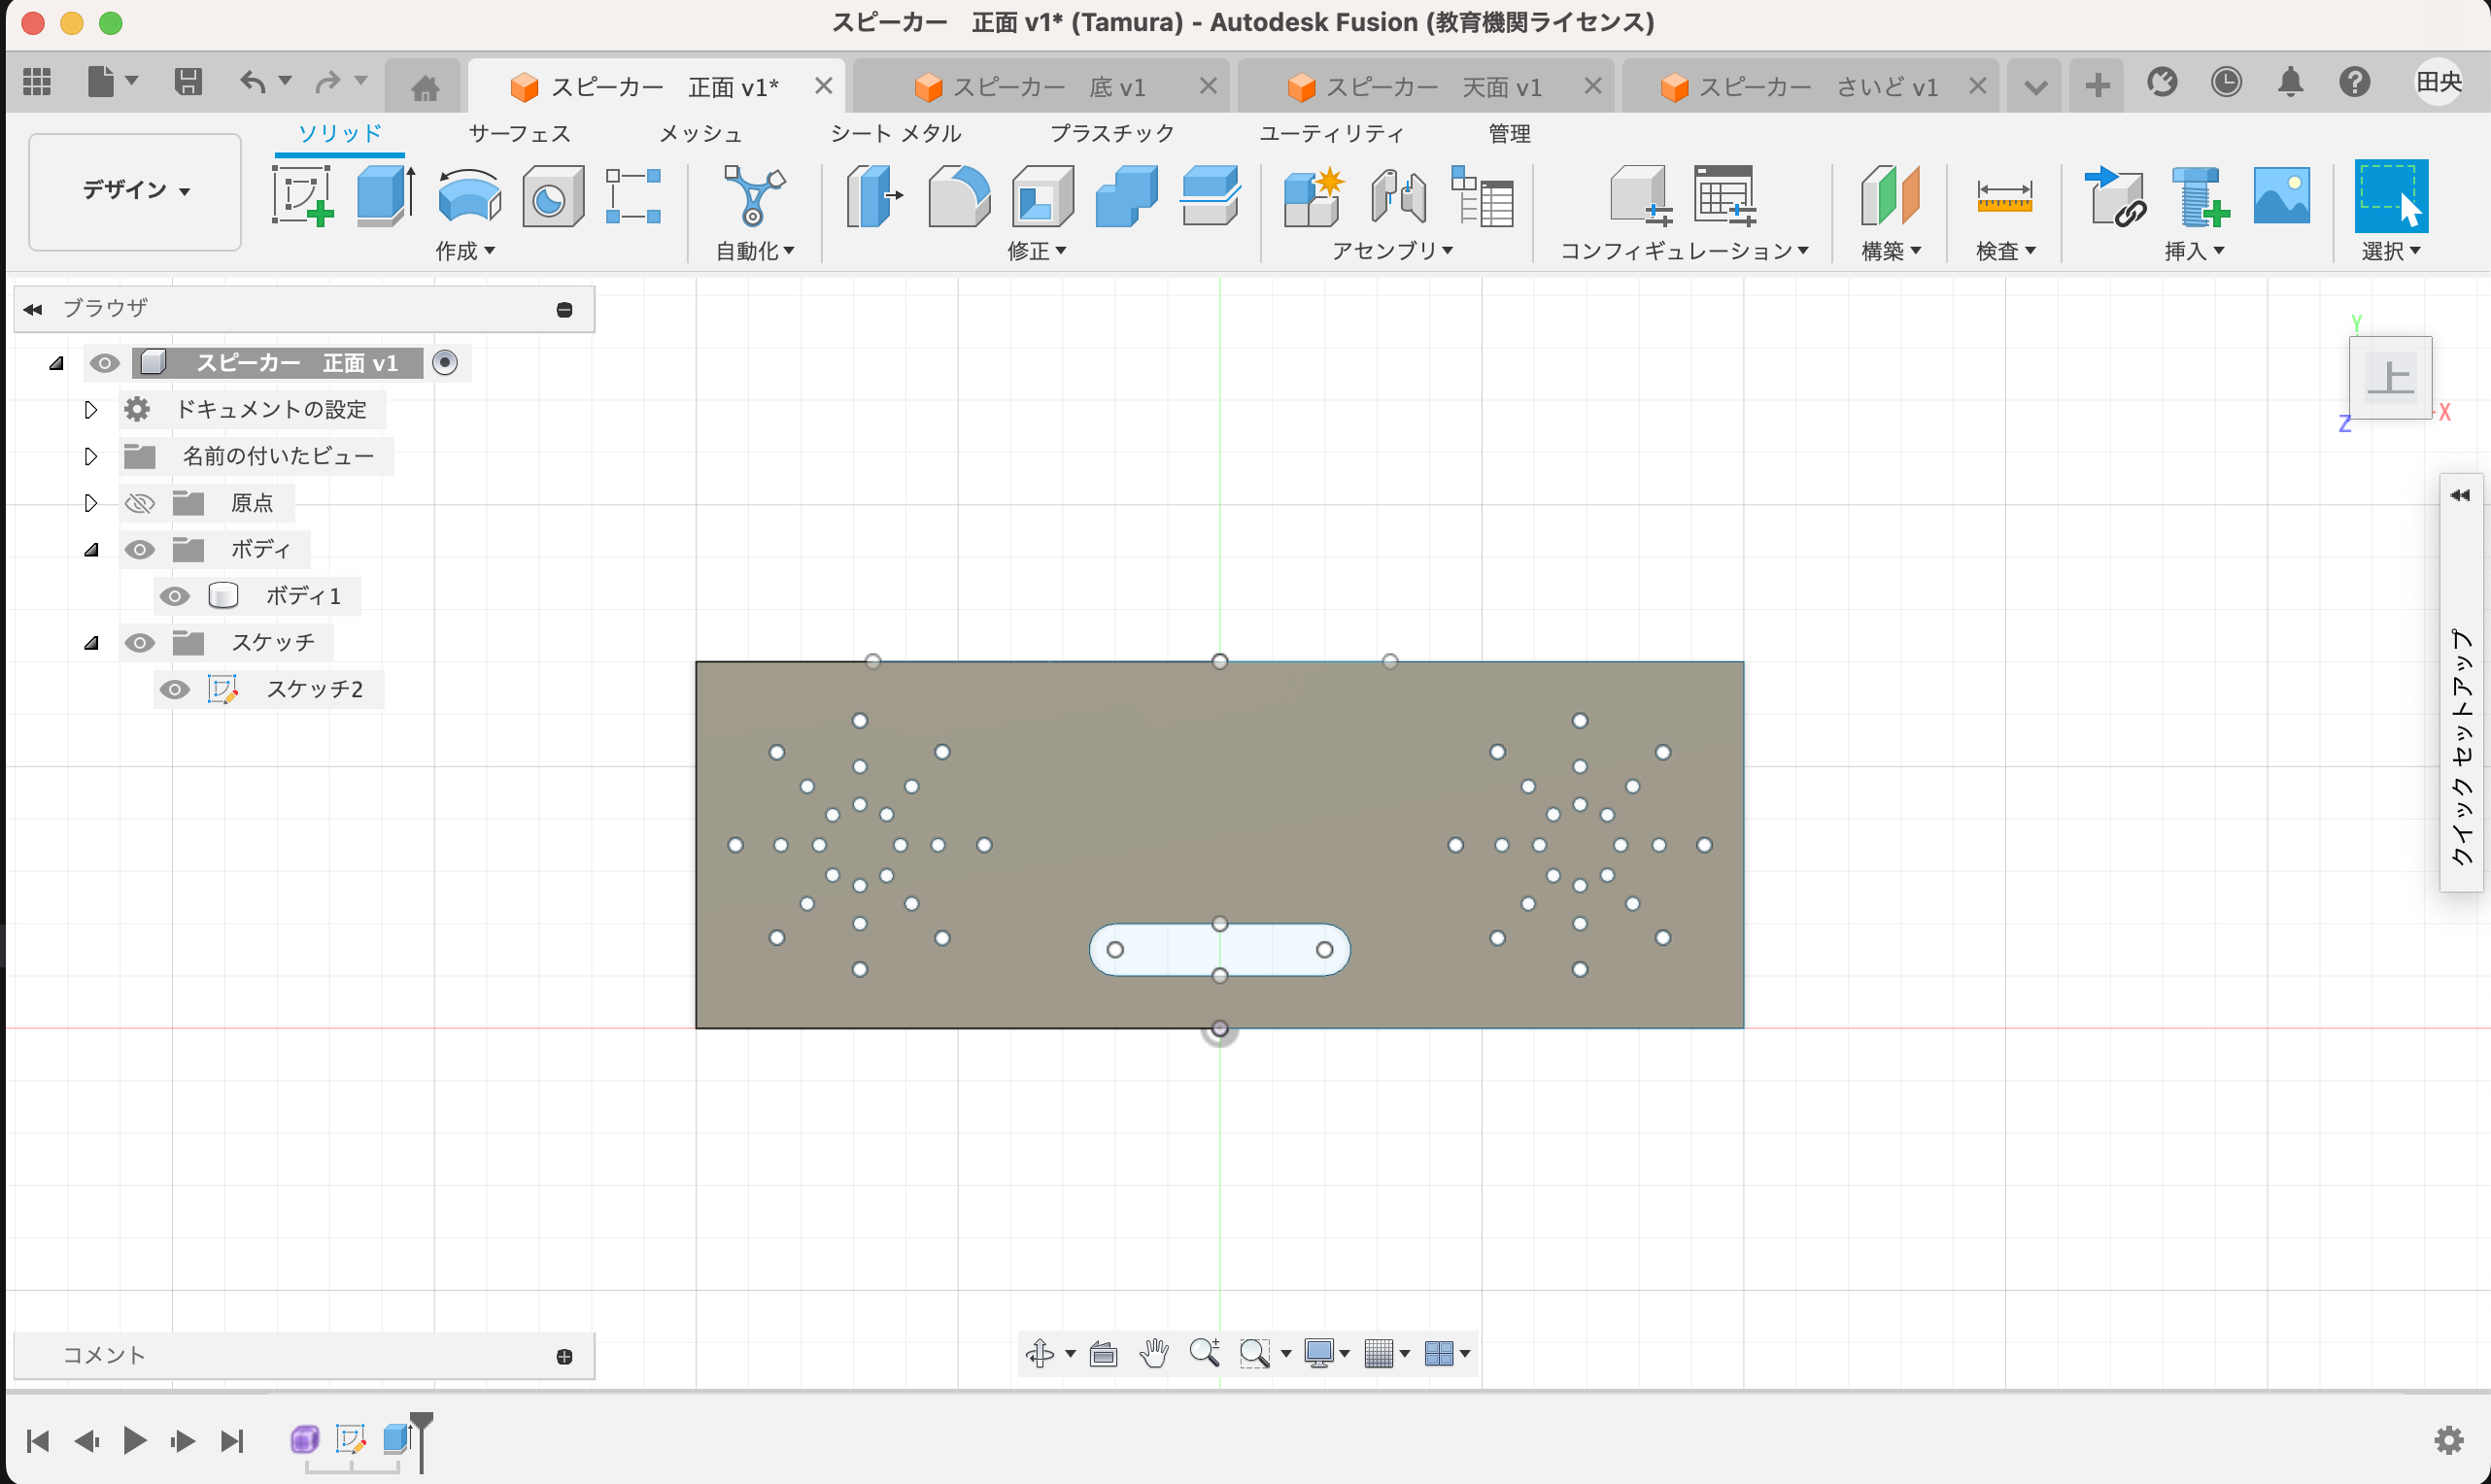 スピーカー　正面 v1* (Tamura) - Autodesk Fusion (教育機関ライセンス)
スピーカー　正面 v1*
スピーカー　底 v1
スピーカー　天面 v1
スピーカー　さいど v1
田央
デザイン
ソリッド
サーフェス
メッシュ
シート メタル
プラスチック
ユーティリティ
管理
作成
自動化
修正
アセンブリ
コンフィギュレーション
構築
検査
挿入
選択
ブラウザ
スピーカー　正面 v1
ドキュメントの設定
名前の付いたビュー
原点
ボディ
ボディ1
スケッチ
スケッチ2
Y
上
X
Z
クイック セットアップ
コメント